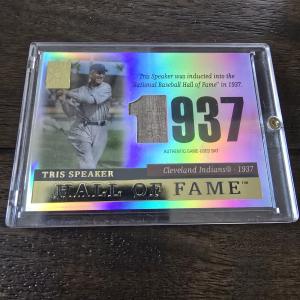 "Tris Speaker was inducted into the
National Baseball Hall of Fame" in 1937.
1937
AUTHENTIC GAME-USED BAT
TRIS SPEAKER
Cleveland Indians® · 1937
HALL OF FAME™